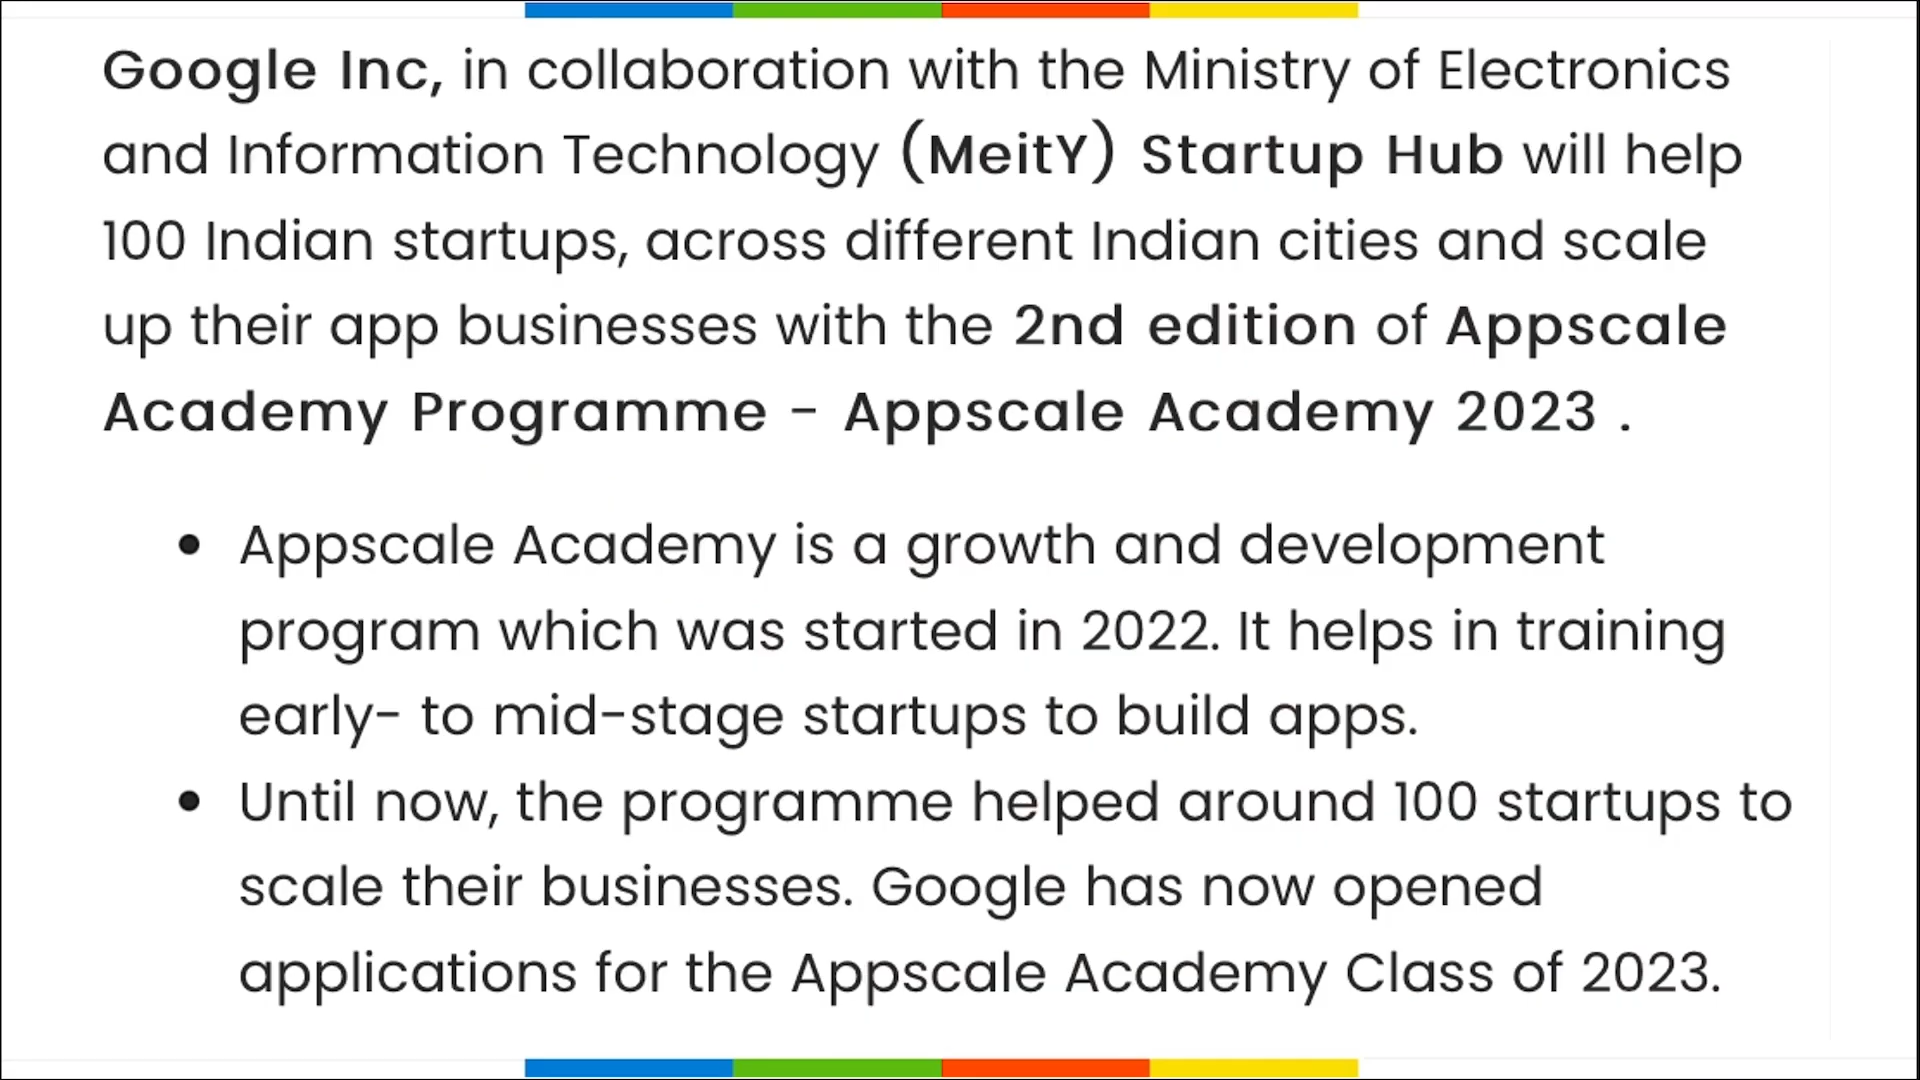 Google Inc, in collaboration with the Ministry of Electronics
and Information Technology (MeitY) Startup Hub will help
100 Indian startups, across different Indian cities and scale
up their app businesses with the 2nd edition of Appscale
Academy Programme - Appscale Academy 2023 .
• Appscale Academy is a growth and development
program which was started in 2022. It helps in training
early- to mid-stage startups to build apps.
• Until now, the programme helped around 100 startups to
scale their businesses. Google has now opened
applications for the Appscale Academy Class of 2023.